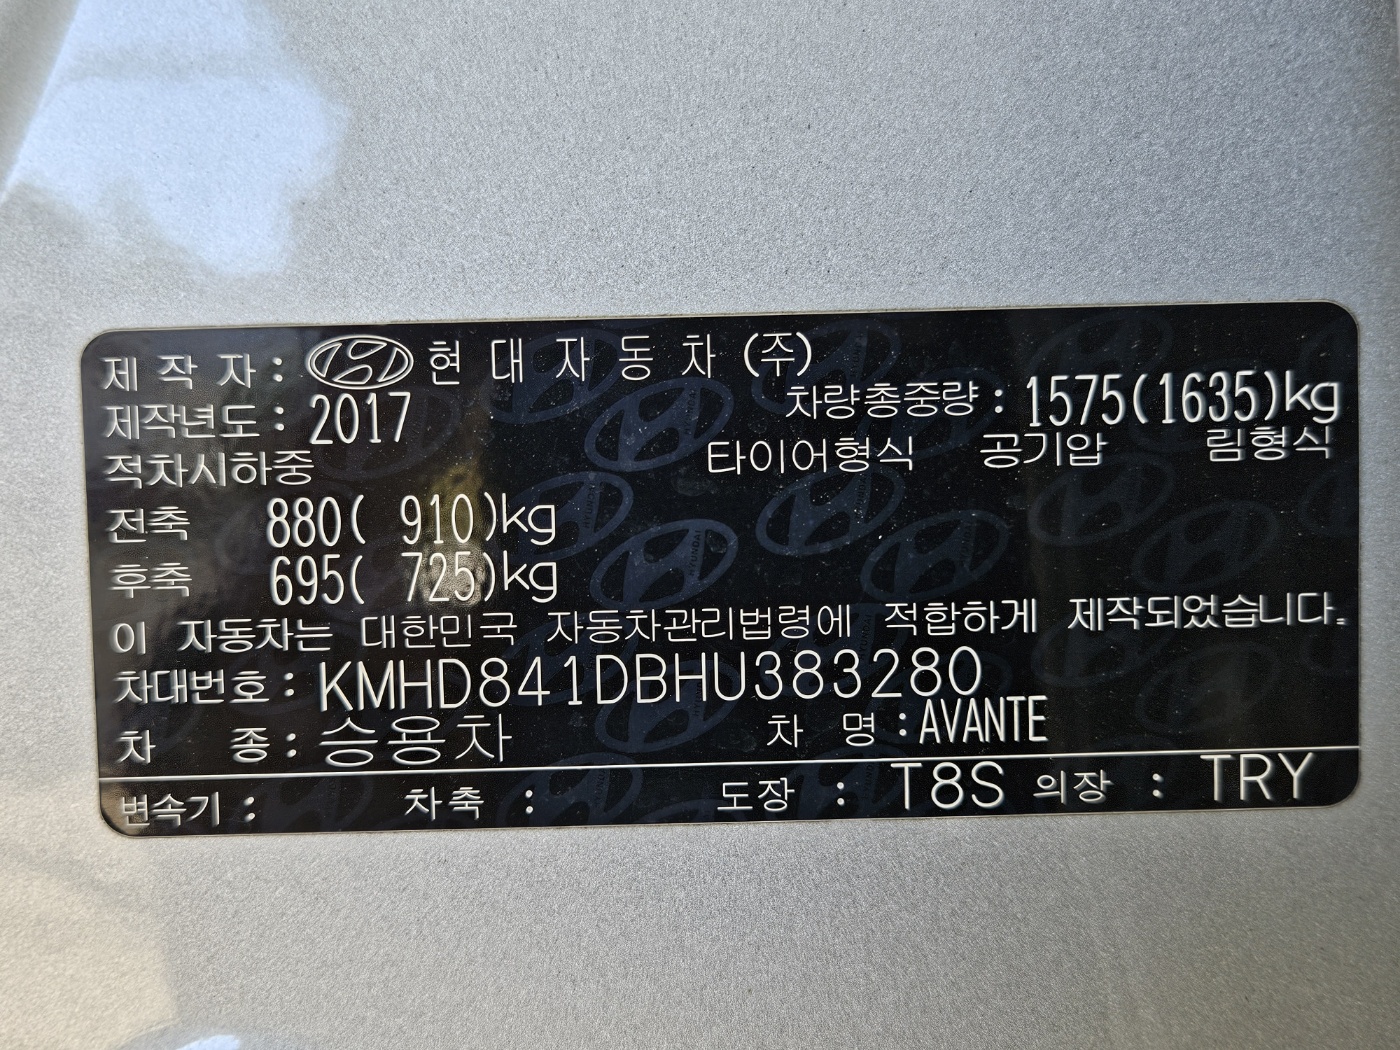 제 작 자 : 현 대 자 동 차 (주)
제작년도 : 2017 차량총중량 : 1575(1635)kg
적차시하중 타이어형식 공기압 림형식
전축 880( 910)kg
후축 695( 725)kg
이 자동차는 대한민국 자동차관리법령에 적합하게 제작되었습니다.
차대번호 : KMHD841DBHU383280
차 종 : 승용차 차 명 : AVANTE
변속기 : 차축 : 도장 : T8S 의장 : TRY